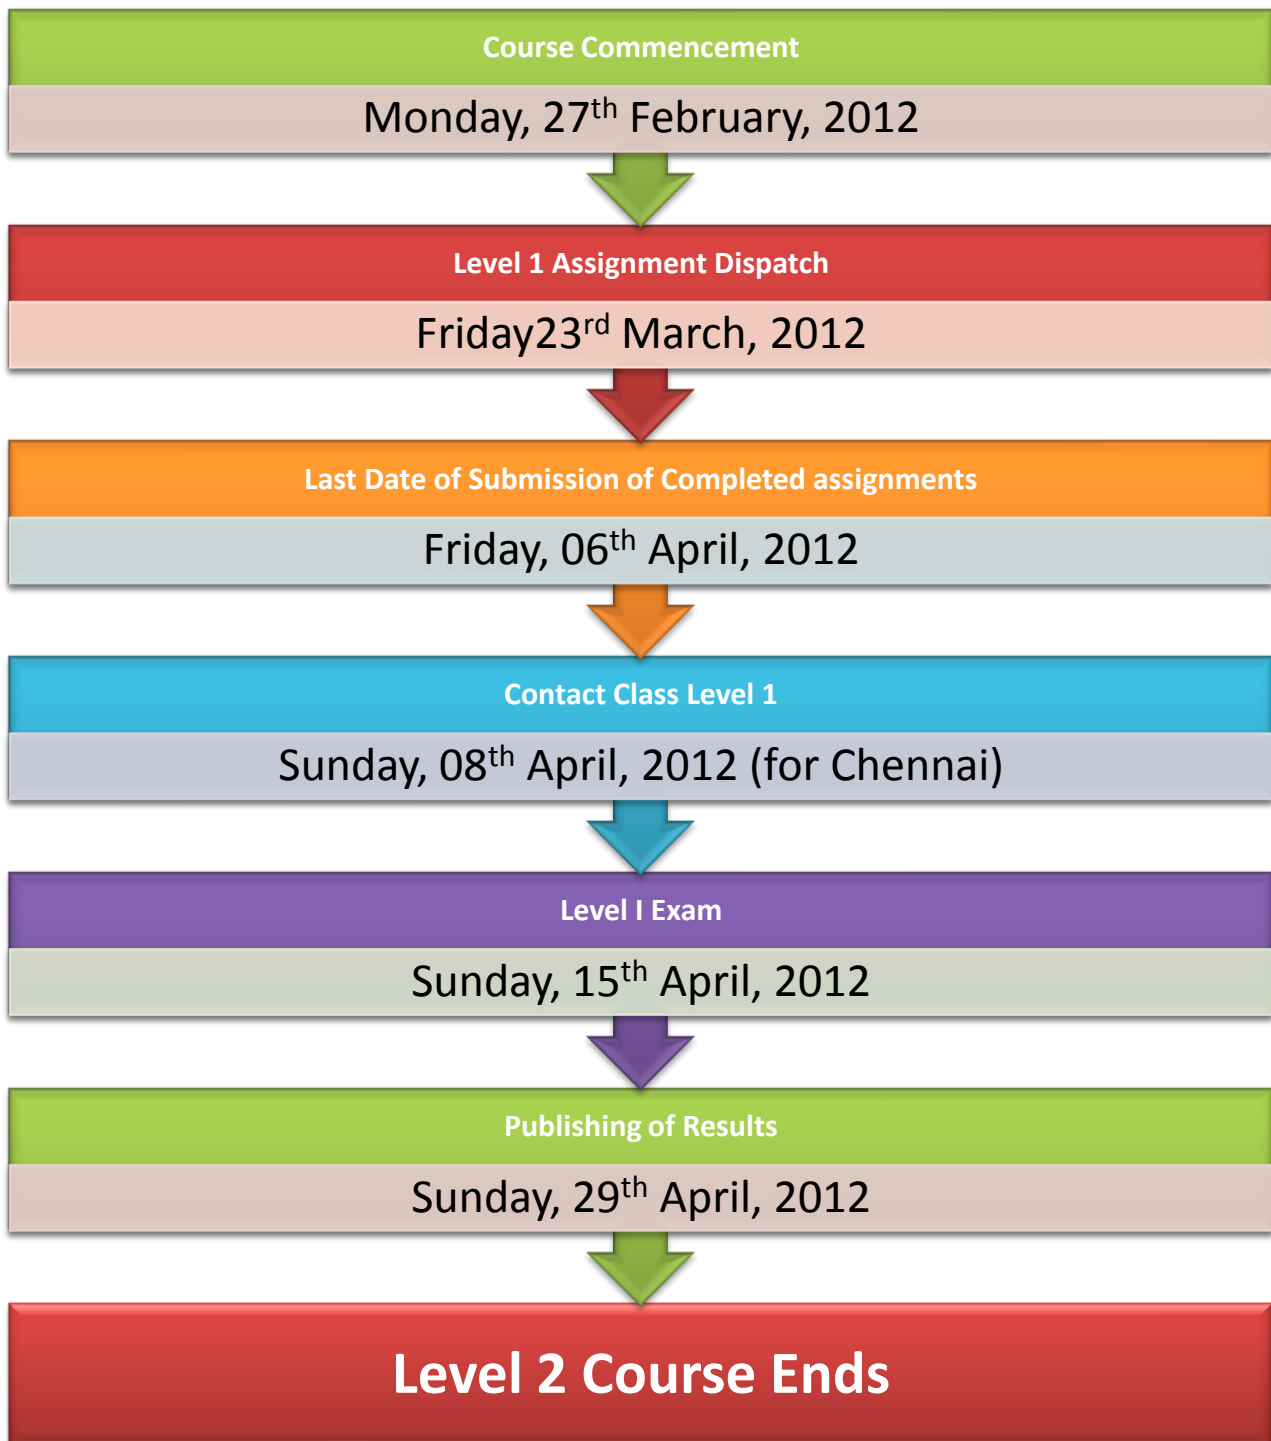 Course Commencement
Monday, 27th February, 2012
Level 1 Assignment Dispatch
Friday23rd March, 2012
Last Date of Submission of Completed assignments
Friday, 06th April, 2012
Contact Class Level 1
Sunday, 08th April, 2012 (for Chennai)
Level I Exam
Sunday, 15th April, 2012
Publishing of Results
Sunday, 29th April, 2012
Level 2 Course Ends